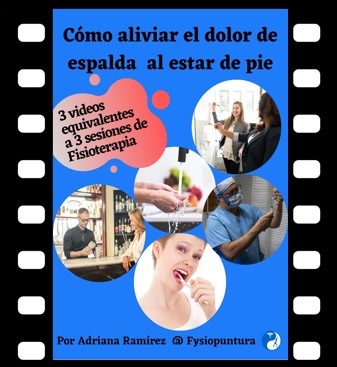 Cómo aliviar el dolor de
espalda al estar de pie
3 videos
equivalentes
a 3 sesiones de
Fisioterapia
Por Adriana Ramírez @ Fysiopuntura